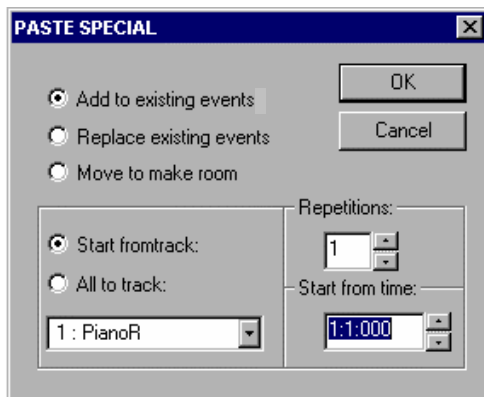 PASTE SPECIAL
Add to existing events
Replace existing events
Move to make room
OK
Cancel
Start fromtrack:
All to track:
1 : PianoR
Repetitions:
1
Start from time:
1:1:000